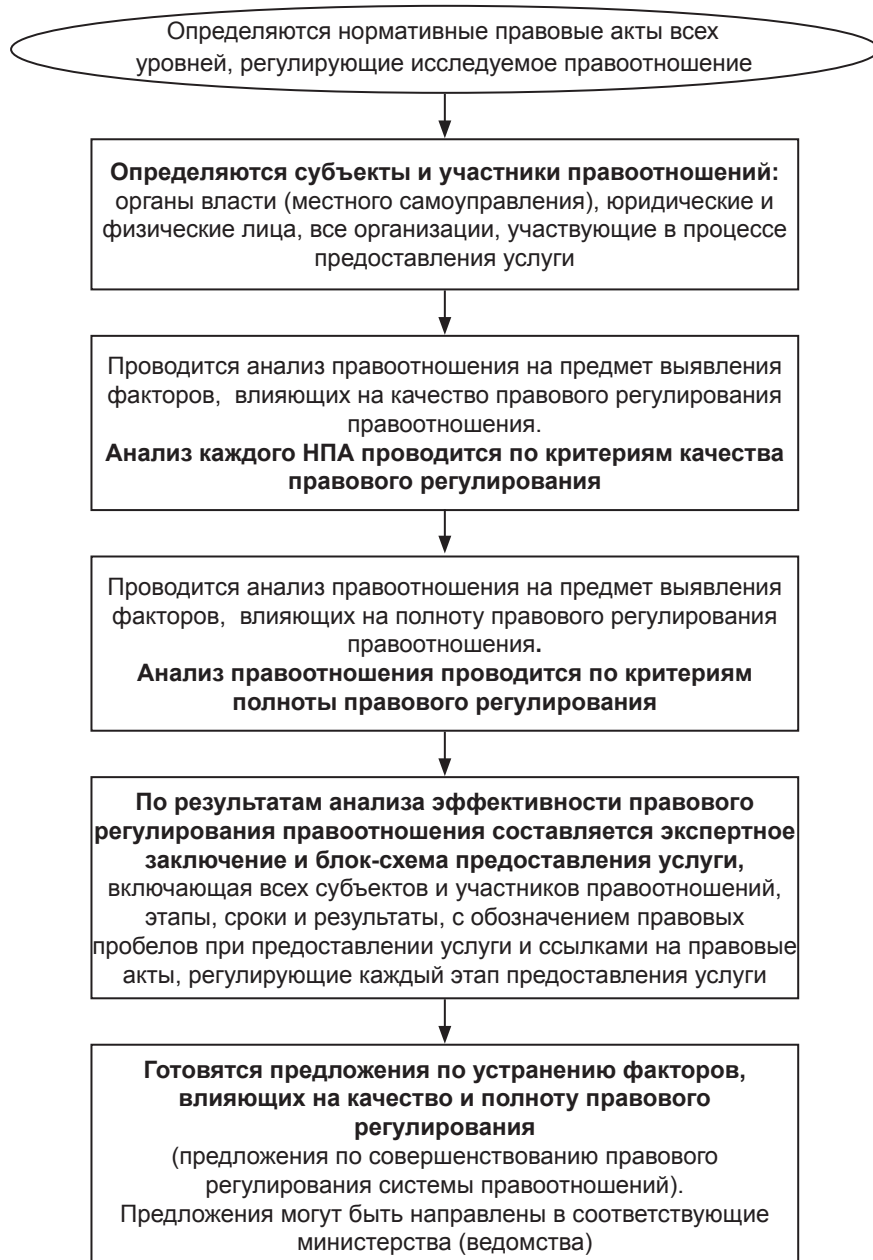 Определяются нормативные правовые акты всех
уровней, регулирующие исследуемое правоотношение
Определяются субъекты и участники правоотношений:
органы власти (местного самоуправления), юридические и
физические лица, все организации, участвующие в процессе
предоставления услуги
Проводится анализ правоотношения на предмет выявления
факторов, влияющих на качество правового регулирования
правоотношения.
Анализ каждого НПА проводится по критериям качества
правового регулирования
Проводится анализ правоотношения на предмет выявления
факторов, влияющих на полноту правового регулирования
правоотношения.
Анализ правоотношения проводится по критериям
полноты правового регулирования
По результатам анализа эффективности правового
регулирования правоотношения составляется экспертное
заключение и блок-схема предоставления услуги,
включающая всех субъектов и участников правоотношений,
этапы, сроки и результаты, с обозначением правовых
пробелов при предоставлении услуги и ссылками на правовые
акты, регулирующие каждый этап предоставления услуги
Готовятся предложения по устранению факторов,
влияющих на качество и полноту правового
регулирования
(предложения по совершенствованию правового
регулирования системы правоотношений).
Предложения могут быть направлены в соответствующие
министерства (ведомства)